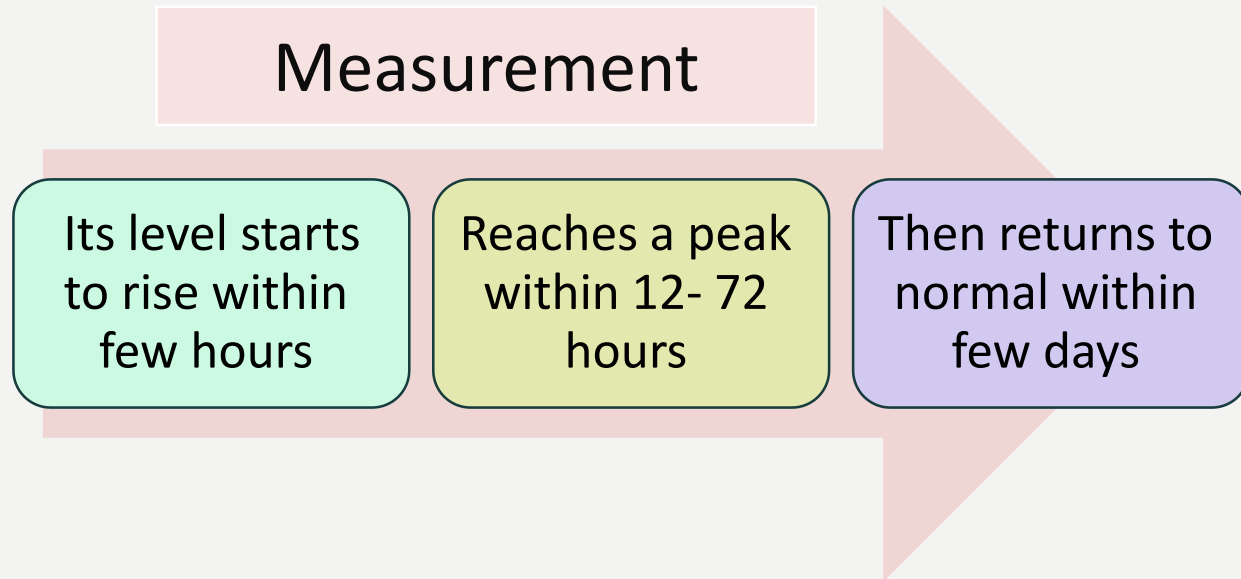 Measurement
Its level starts
to rise within
few hours
Reaches a peak
within 12- 72
hours
Then returns to
normal within
few days